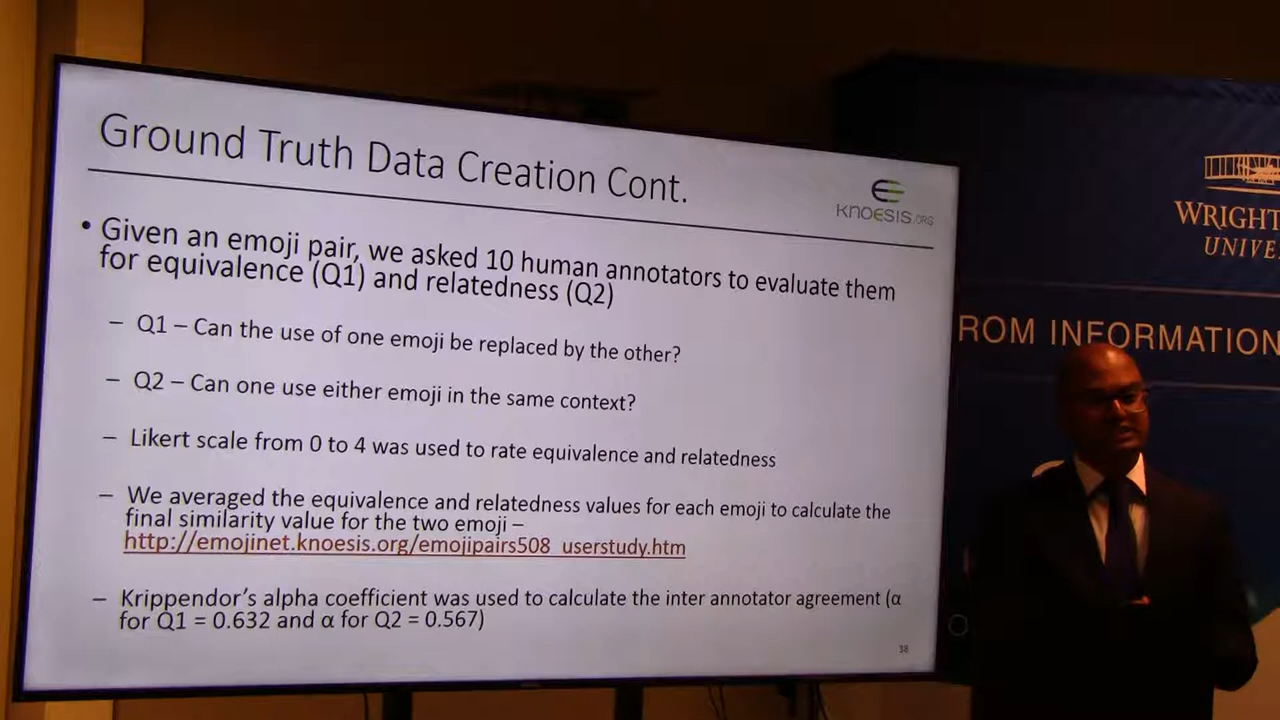 Ground Truth Data Creation Cont.
KNOESIS.ORG
• Given an emoji pair, we asked 10 human annotators to evaluate them
for equivalence (Q1) and relatedness (Q2)
– Q1 – Can the use of one emoji be replaced by the other?
– Q2 – Can one use either emoji in the same context?
– Likert scale from 0 to 4 was used to rate equivalence and relatedness
– We averaged the equivalence and relatedness values for each emoji to calculate the
final similarity value for the two emoji –
http://emojinet.knoesis.org/emojipairs508_userstudy.htm
– Krippendor's alpha coefficient was used to calculate the inter annotator agreement (α
for Q1 = 0.632 and α for Q2 = 0.567)
38
WRIGHT
UNIVE
ROM INFORMATION